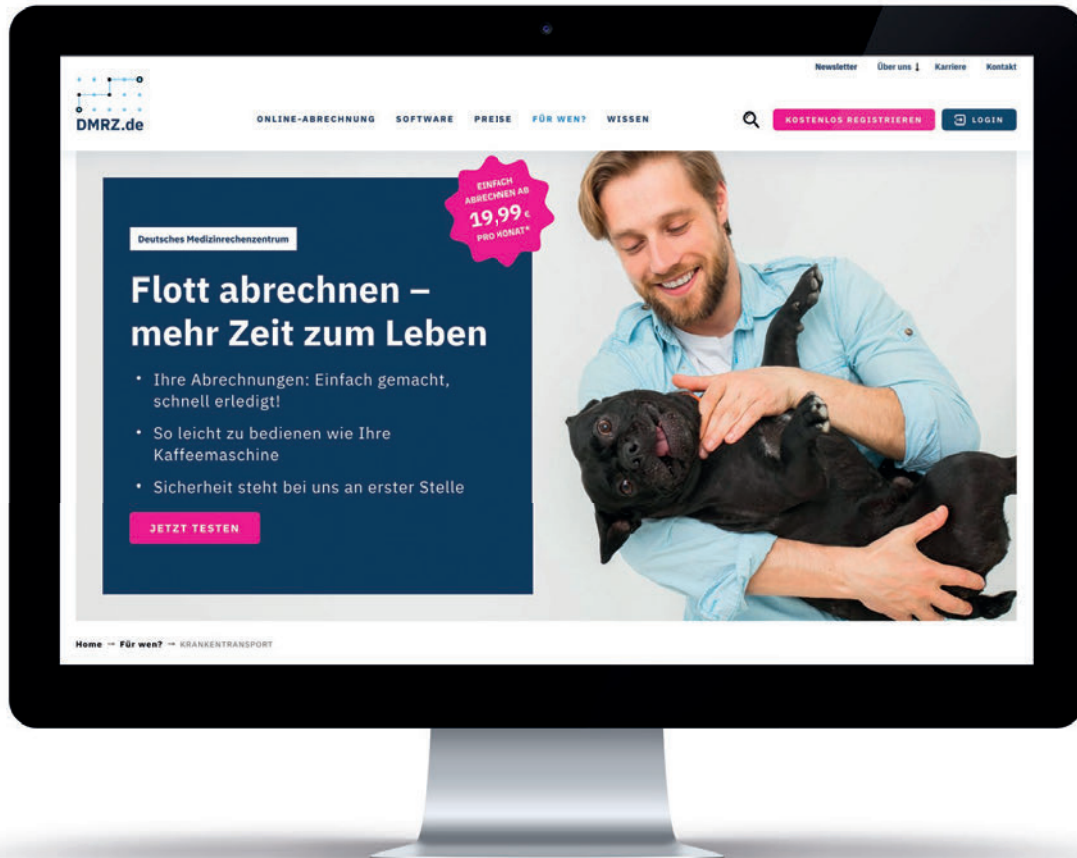 Newsletter Über uns Karriere Kontakt
DMRZ.de
ONLINE-ABRECHNUNG SOFTWARE PREISE FÜR WEN? WISSEN
KOSTENLOS REGISTRIEREN LOGIN
EINFACH
ABRECHNEN AB
19,99 €
PRO MONAT*
Deutsches Medizinrechenzentrum
Flott abrechnen –
mehr Zeit zum Leben
• Ihre Abrechnungen: Einfach gemacht,
schnell erledigt!
• So leicht zu bedienen wie Ihre
Kaffeemaschine
• Sicherheit steht bei uns an erster Stelle
JETZT TESTEN
Home → Für wen? → KRANKENTRANSPORT